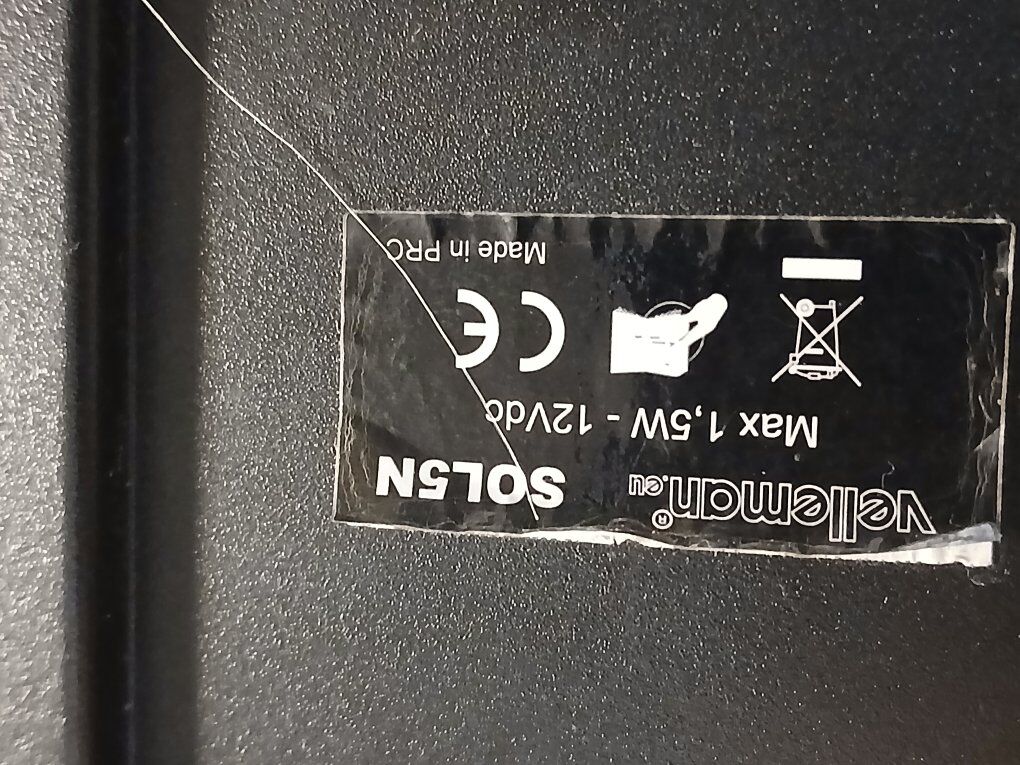 velleman®.eu SOL5N
Max 1,5W - 12Vdc
CE
Made in PRC